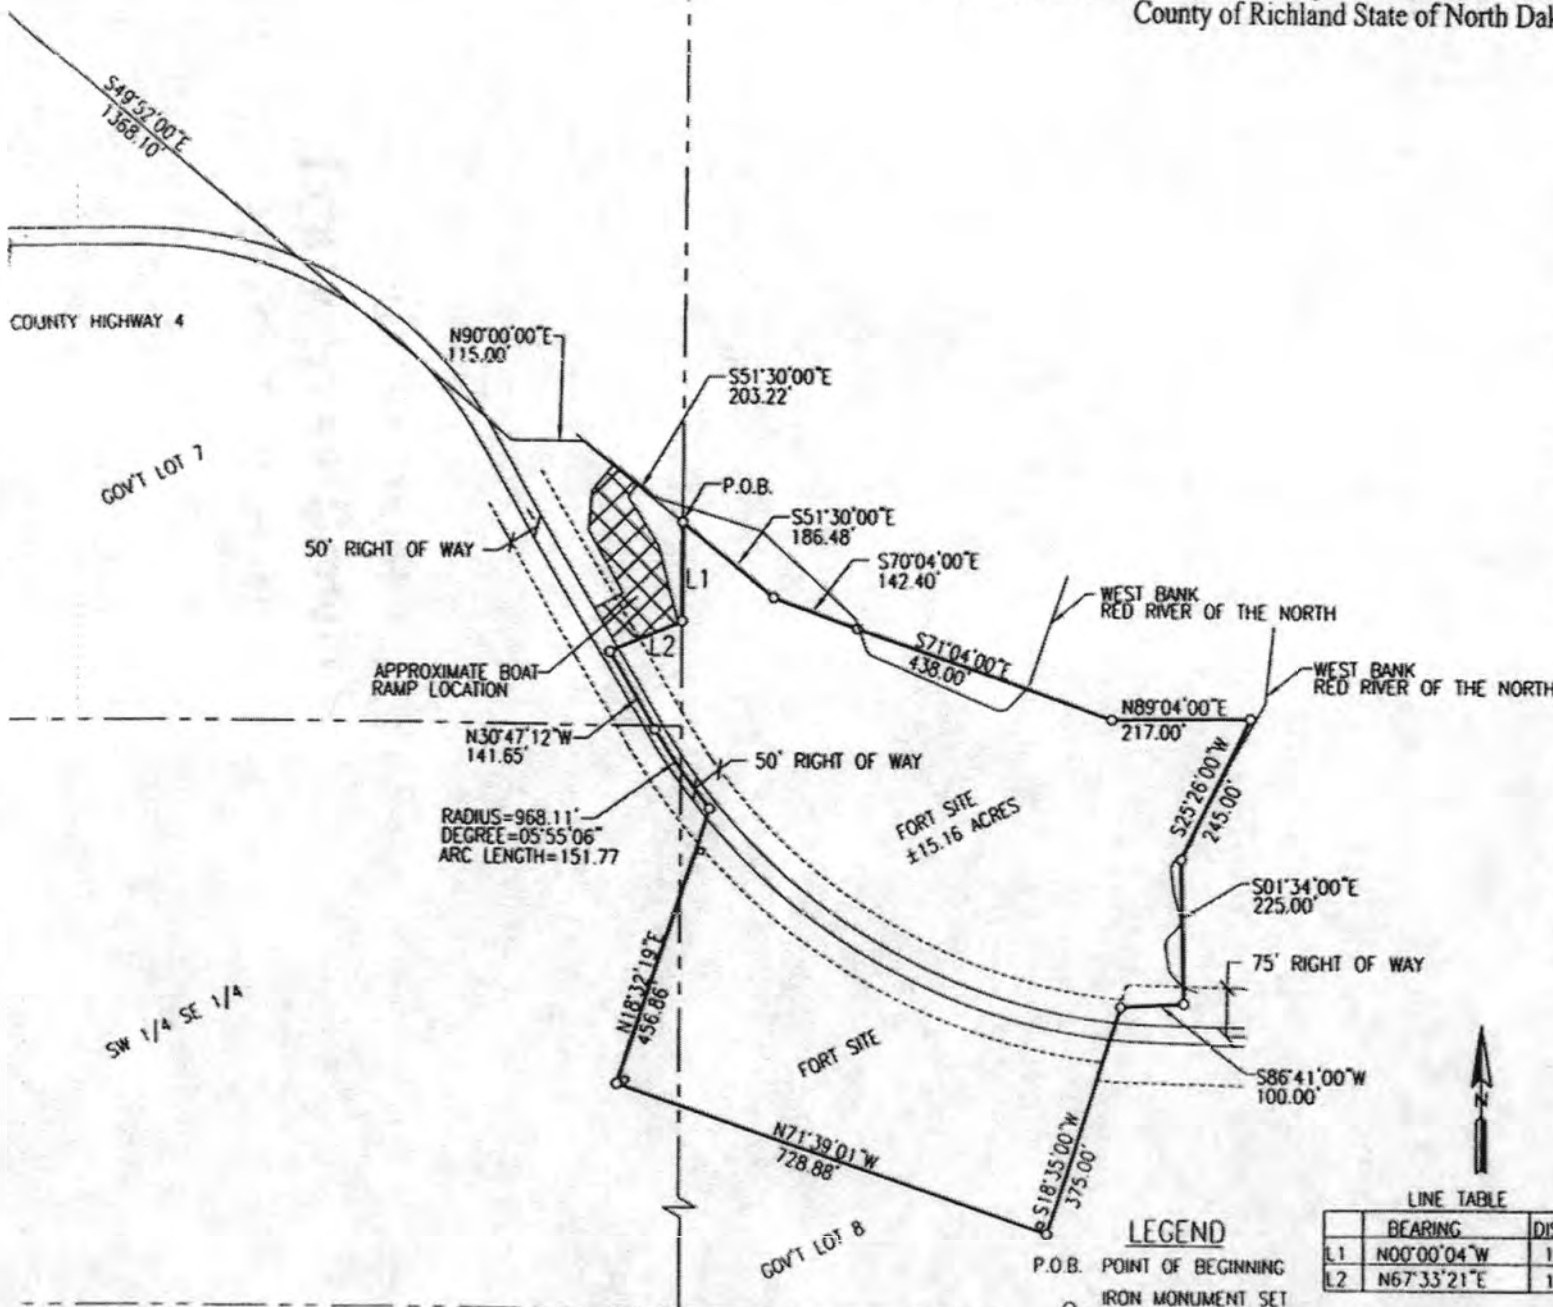 County of Richland State of North Dak
S49°52'00"E
1368.10'
COUNTY HIGHWAY 4
N90°00'00"E
115.00'
S51°30'00"E
203.22'
GOV'T LOT 7
P.O.B.
50' RIGHT OF WAY
S51°30'00"E
186.48'
S70°04'00"E
142.40'
L1
WEST BANK
RED RIVER OF THE NORTH
S71°04'00"E
438.00'
L2
APPROXIMATE BOAT
RAMP LOCATION
WEST BANK
RED RIVER OF THE NORTH
N89°04'00"E
217.00'
N30°47'12"W
141.65'
50' RIGHT OF WAY
S25°26'00"W
245.00'
RADIUS=968.11'
DEGREE=05°55'06"
ARC LENGTH=151.77
FORT SITE
±15.16 ACRES
S01°34'00"E
225.00'
75' RIGHT OF WAY
N18°32'19"E
456.86'
SW 1/4 SE 1/4
FORT SITE
S86°41'00"W
100.00'
N
N71°39'01"W
728.88'
S18°35'00"W
375.00'
GOV'T LOT 8
LEGEND
P.O.B. POINT OF BEGINNING
IRON MONUMENT SET
LINE TABLE
BEARING DIS
L1 N00°00'04"W 1
L2 N67°33'21"E 1